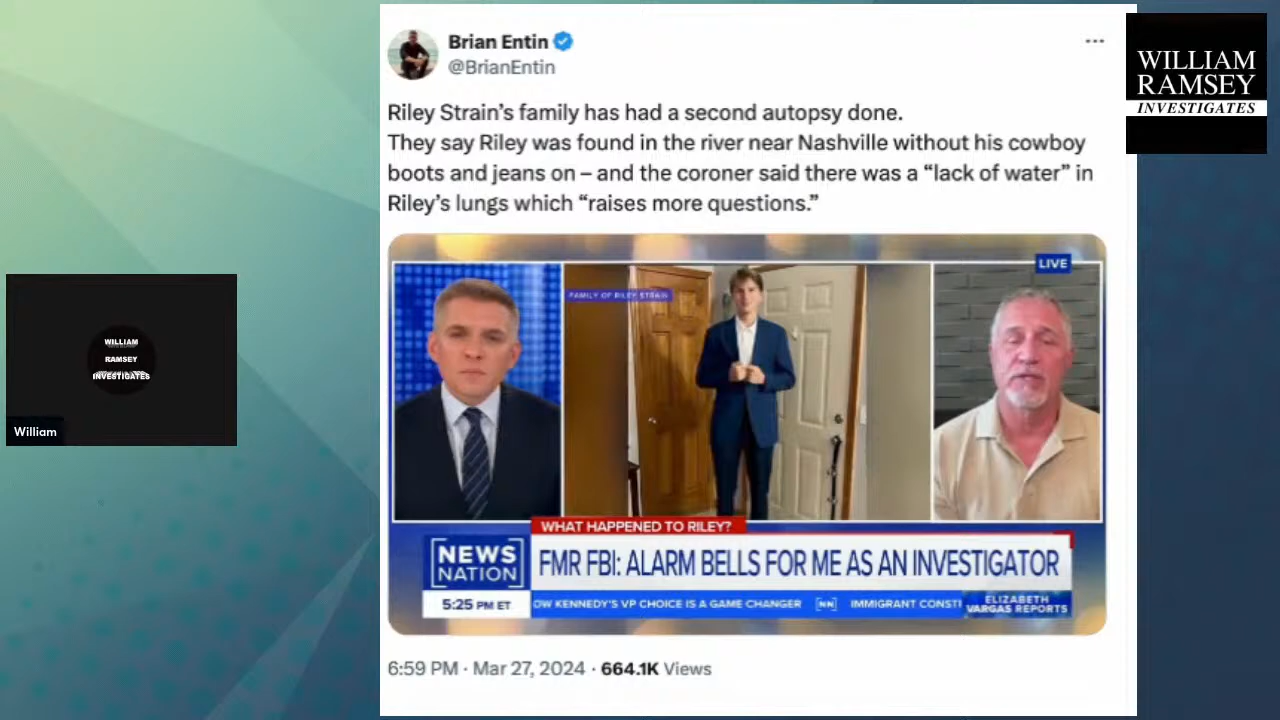 Brian Entin
@BrianEntin
Riley Strain's family has had a second autopsy done.
They say Riley was found in the river near Nashville without his cowboy
boots and jeans on – and the coroner said there was a “lack of water” in
Riley's lungs which “raises more questions.”
LIVE
FAMILY OF RILEY STRAIN
WHAT HAPPENED TO RILEY?
NEWS
NATION
FMR FBI: ALARM BELLS FOR ME AS AN INVESTIGATOR
5:25 PM ET
OW KENNEDY'S VP CHOICE IS A GAME CHANGER
NN
IMMIGRANT CONSTI
ELIZABETH
VARGAS REPORTS
6:59 PM · Mar 27, 2024 · 664.1K Views
WILLIAM
RAMSEY
INVESTIGATES
William
WILLIAM
RAMSEY
INVESTIGATES